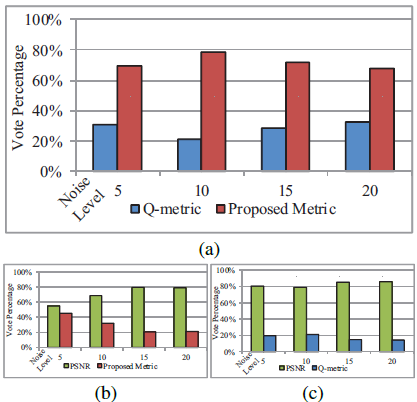 100%
80%
60%
40%
20%
0%
Vote Percentage
Noise Level 5 10 15 20
Q-metric Proposed Metric
(a)
100%
80%
60%
40%
20%
0%
Vote Percentage
Noise Level 5 10 15 20
PSNR Proposed Metric
(b)
100%
80%
60%
40%
20%
0%
Vote Percentage
Noise Level 5 10 15 20
PSNR Q-metric
(c)